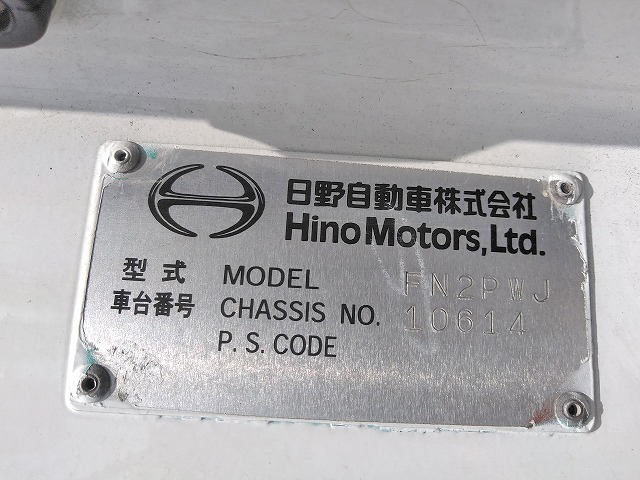 日野自動車株式会社
Hino Motors, Ltd.
型式 MODEL FN2PWJ
車台番号 CHASSIS NO. 10614
P. S. CODE